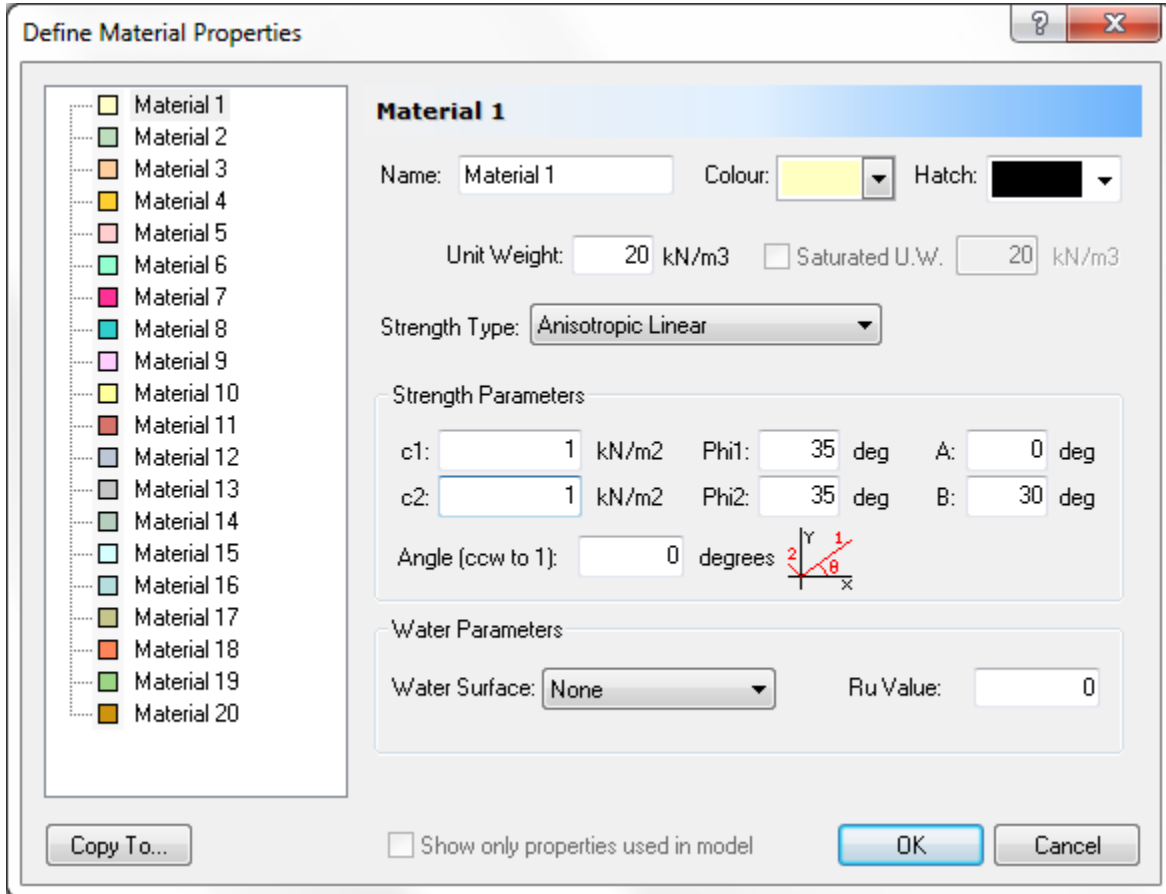 Define Material Properties
?
X
Material 1
Material 2
Material 3
Material 4
Material 5
Material 6
Material 7
Material 8
Material 9
Material 10
Material 11
Material 12
Material 13
Material 14
Material 15
Material 16
Material 17
Material 18
Material 19
Material 20
Material 1
Name: Material 1 Colour: Hatch:
Unit Weight: 20 kN/m3 Saturated U.W. 20 kN/m3
Strength Type: Anisotropic Linear
Strength Parameters
c1: 1 kN/m2 Phi1: 35 deg A: 0 deg
c2: 1 kN/m2 Phi2: 35 deg B: 30 deg
Angle (ccw to 1): 0 degrees
Y 1
2 θ
X
Water Parameters
Water Surface: None Ru Value: 0
Copy To... Show only properties used in model OK Cancel